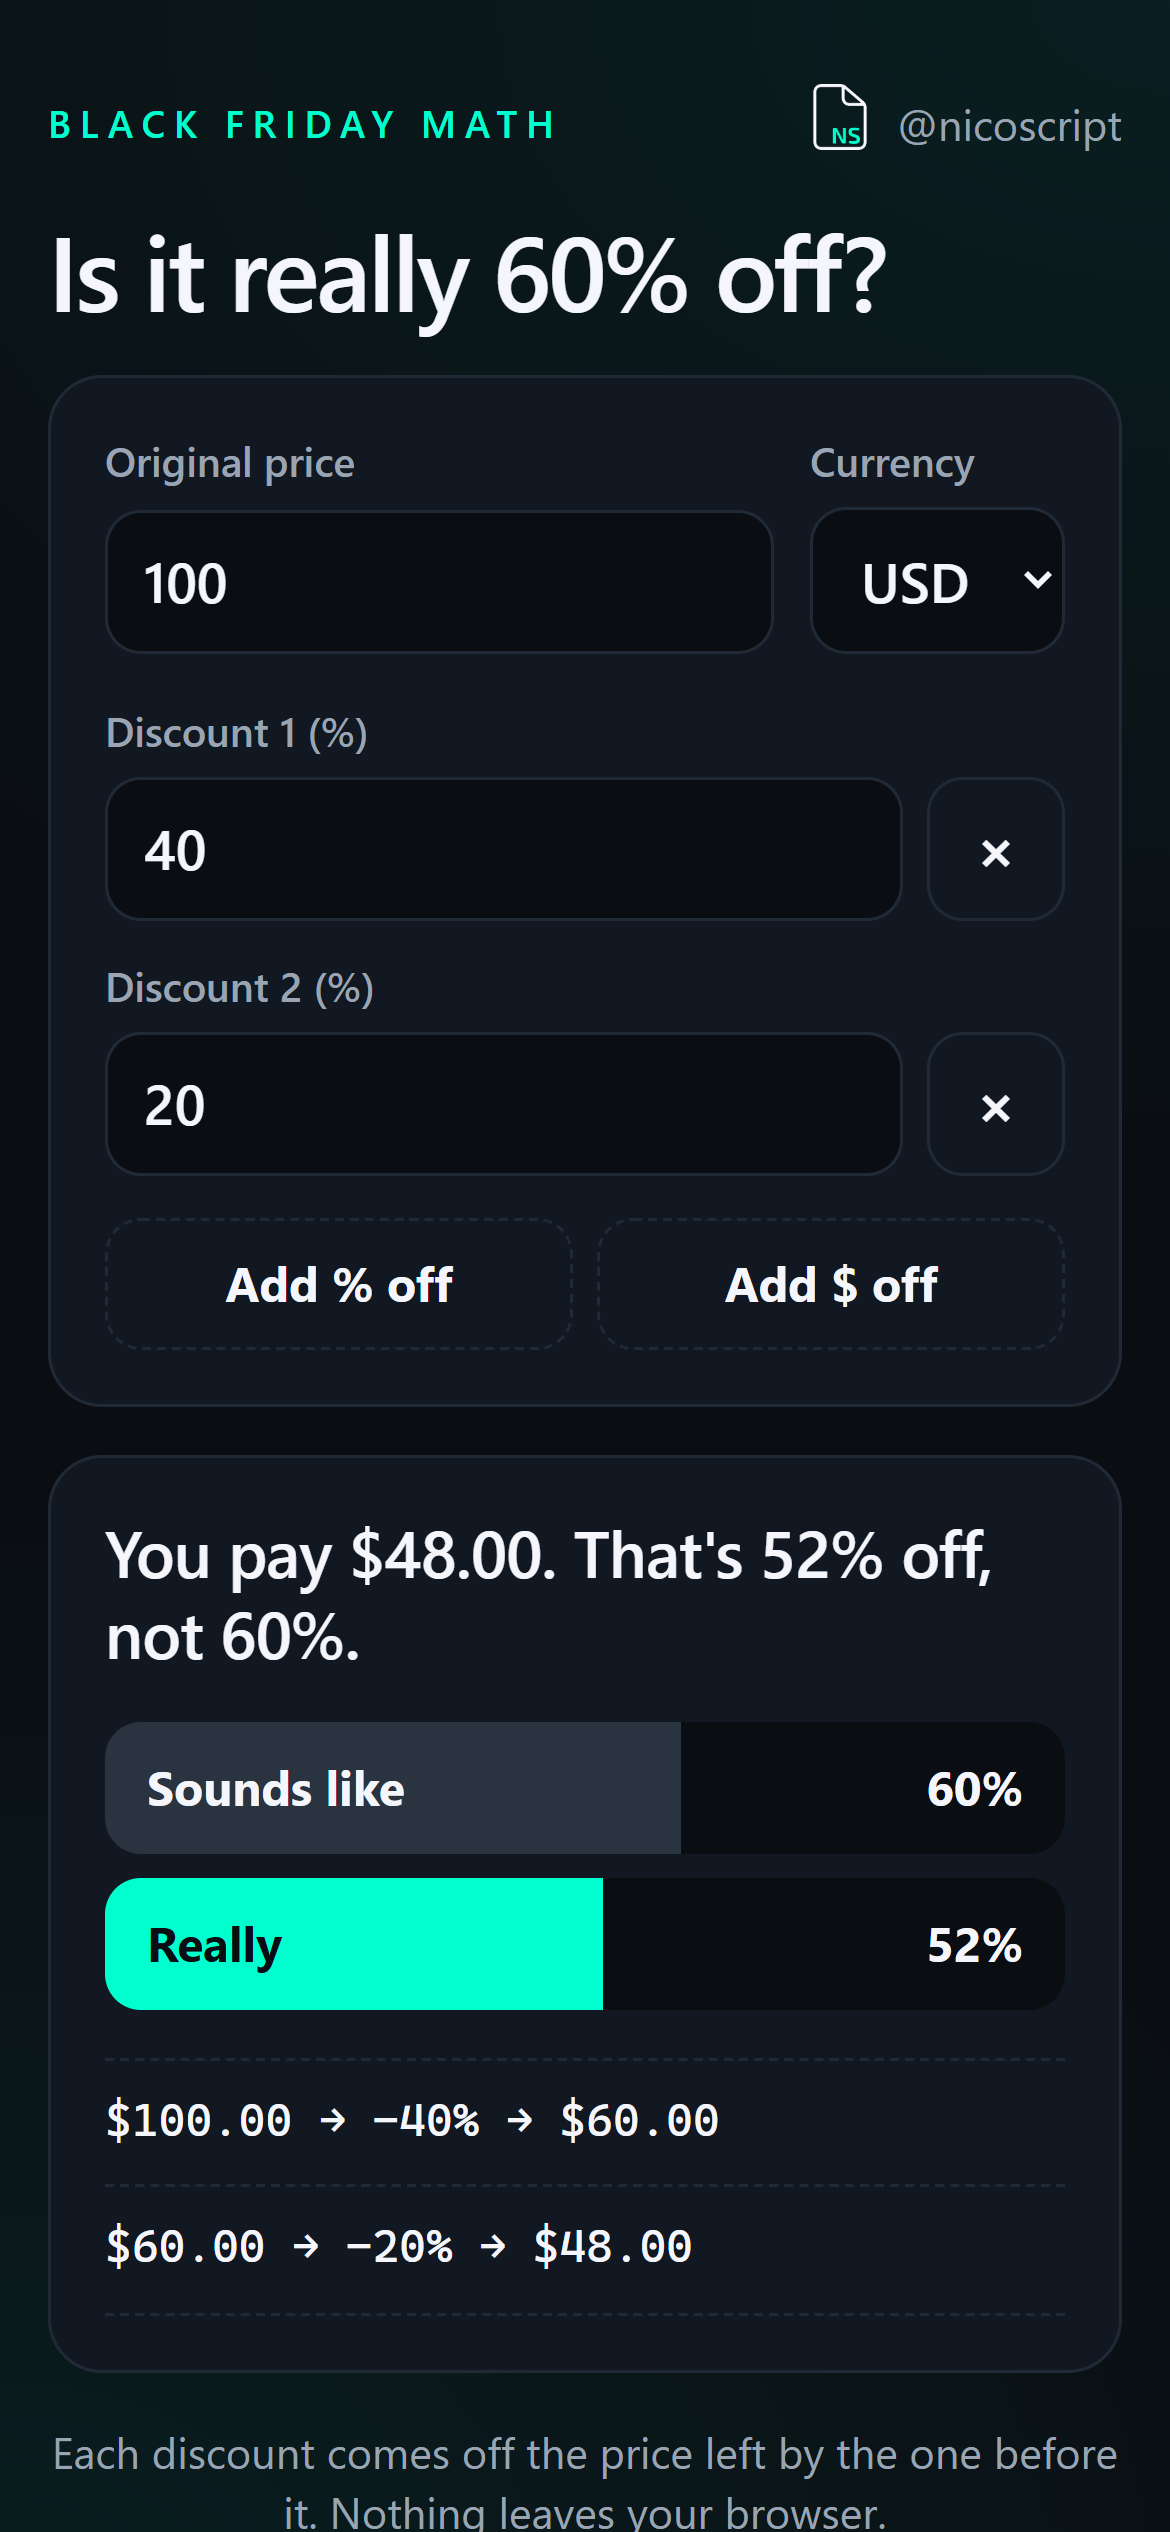 BLACK FRIDAY MATH
NS
@nicoscript
Is it really 60% off?
Original price
Currency
100
USD
Discount 1 (%)
40
×
Discount 2 (%)
20
×
Add % off
Add $ off
You pay $48.00. That's 52% off,
not 60%.
Sounds like
60%
Really
52%
$100.00 → −40% → $60.00
$60.00 → −20% → $48.00
Each discount comes off the price left by the one before
it. Nothing leaves your browser.